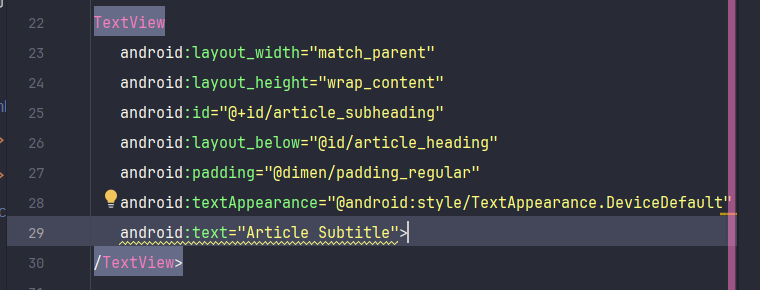 22 TextView
23 android:layout_width="match_parent"
24 android:layout_height="wrap_content"
25 android:id="@+id/article_subheading"
26 android:layout_below="@id/article_heading"
27 android:padding="@dimen/padding_regular"
28 android:textAppearance="@android:style/TextAppearance.DeviceDefault"
29 android:text="Article Subtitle">
30 /TextView>